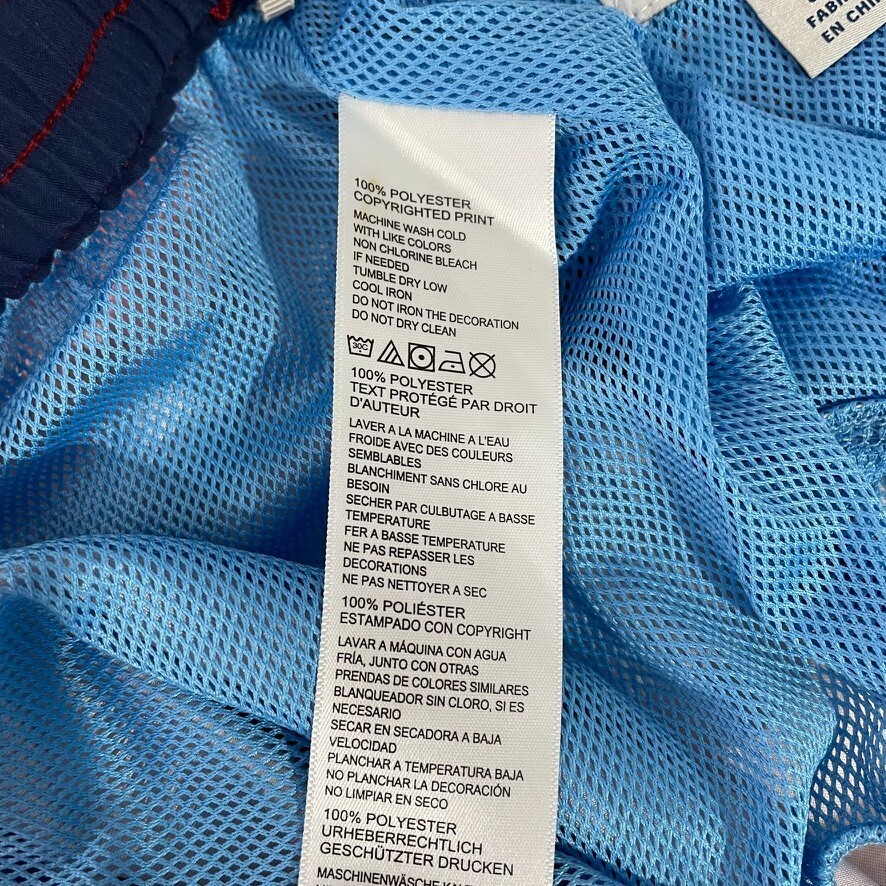 FABRI
EN CHIN
100% POLYESTER
COPYRIGHTED PRINT
MACHINE WASH COLD
WITH LIKE COLORS
NON CHLORINE BLEACH
IF NEEDED
TUMBLE DRY LOW
COOL IRON
DO NOT IRON THE DECORATION
DO NOT DRY CLEAN
30C
100% POLYESTER
TEXT PROTÉGÉ PAR DROIT
D'AUTEUR
LAVER A LA MACHINE A L'EAU
FROIDE AVEC DES COULEURS
SEMBLABLES
BLANCHIMENT SANS CHLORE AU
BESOIN
SECHER PAR CULBUTAGE A BASSE
TEMPERATURE
FER A BASSE TEMPERATURE
NE PAS REPASSER LES
DECORATIONS
NE PAS NETTOYER A SEC
100% POLIÉSTER
ESTAMPADO CON COPYRIGHT
LAVAR A MÁQUINA CON AGUA
FRÍA, JUNTO CON OTRAS
PRENDAS DE COLORES SIMILARES
BLANQUEADOR SIN CLORO, SI ES
NECESARIO
SECAR EN SECADORA A BAJA
VELOCIDAD
PLANCHAR A TEMPERATURA BAJA
NO PLANCHAR LA DECORACIÓN
NO LIMPIAR EN SECO
100% POLYESTER
URHEBERRECHTLICH
GESCHÜTZTER DRUCKEN
MASCHINENWÄSCHE